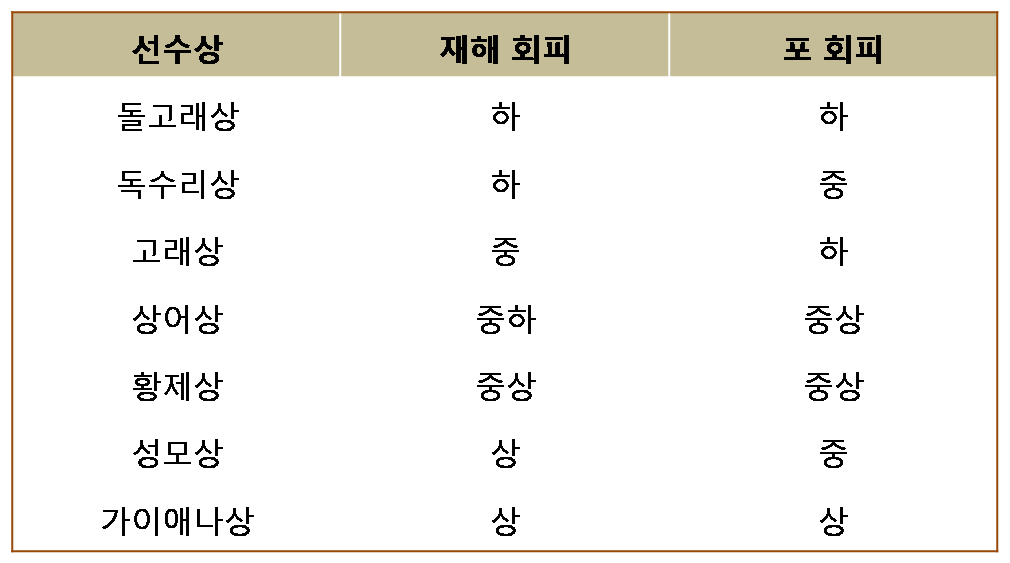 선수상 재해 회피 포 회피
돌고래상 하 하
독수리상 하 중
고래상 중 하
상어상 중하 중상
황제상 중상 중상
성모상 상 중
가이애나상 상 상